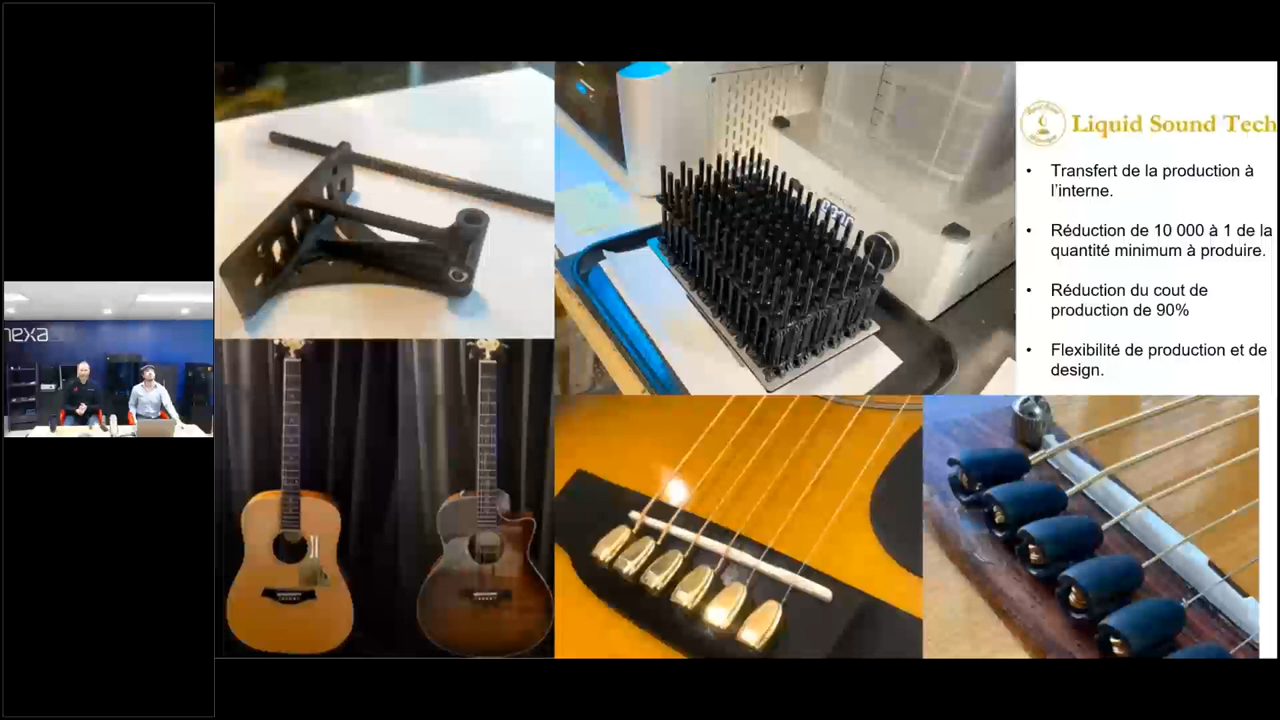 nexa
Liquid Sound Tech
• Transfert de la production à
l'interne.
• Réduction de 10 000 à 1 de la
quantité minimum à produire.
• Réduction du cout de
production de 90%
• Flexibilité de production et de
design.